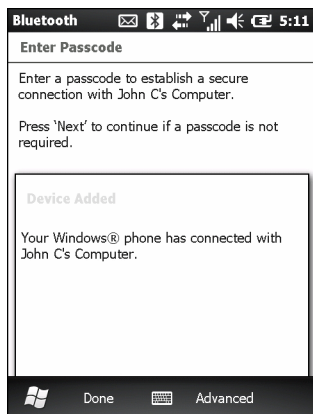 Bluetooth 5:11
Enter Passcode
Enter a passcode to establish a secure
connection with John C's Computer.
Press ‘Next’ to continue if a passcode is not
required.
Device Added
Your Windows® phone has connected with
John C's Computer.
Done Advanced